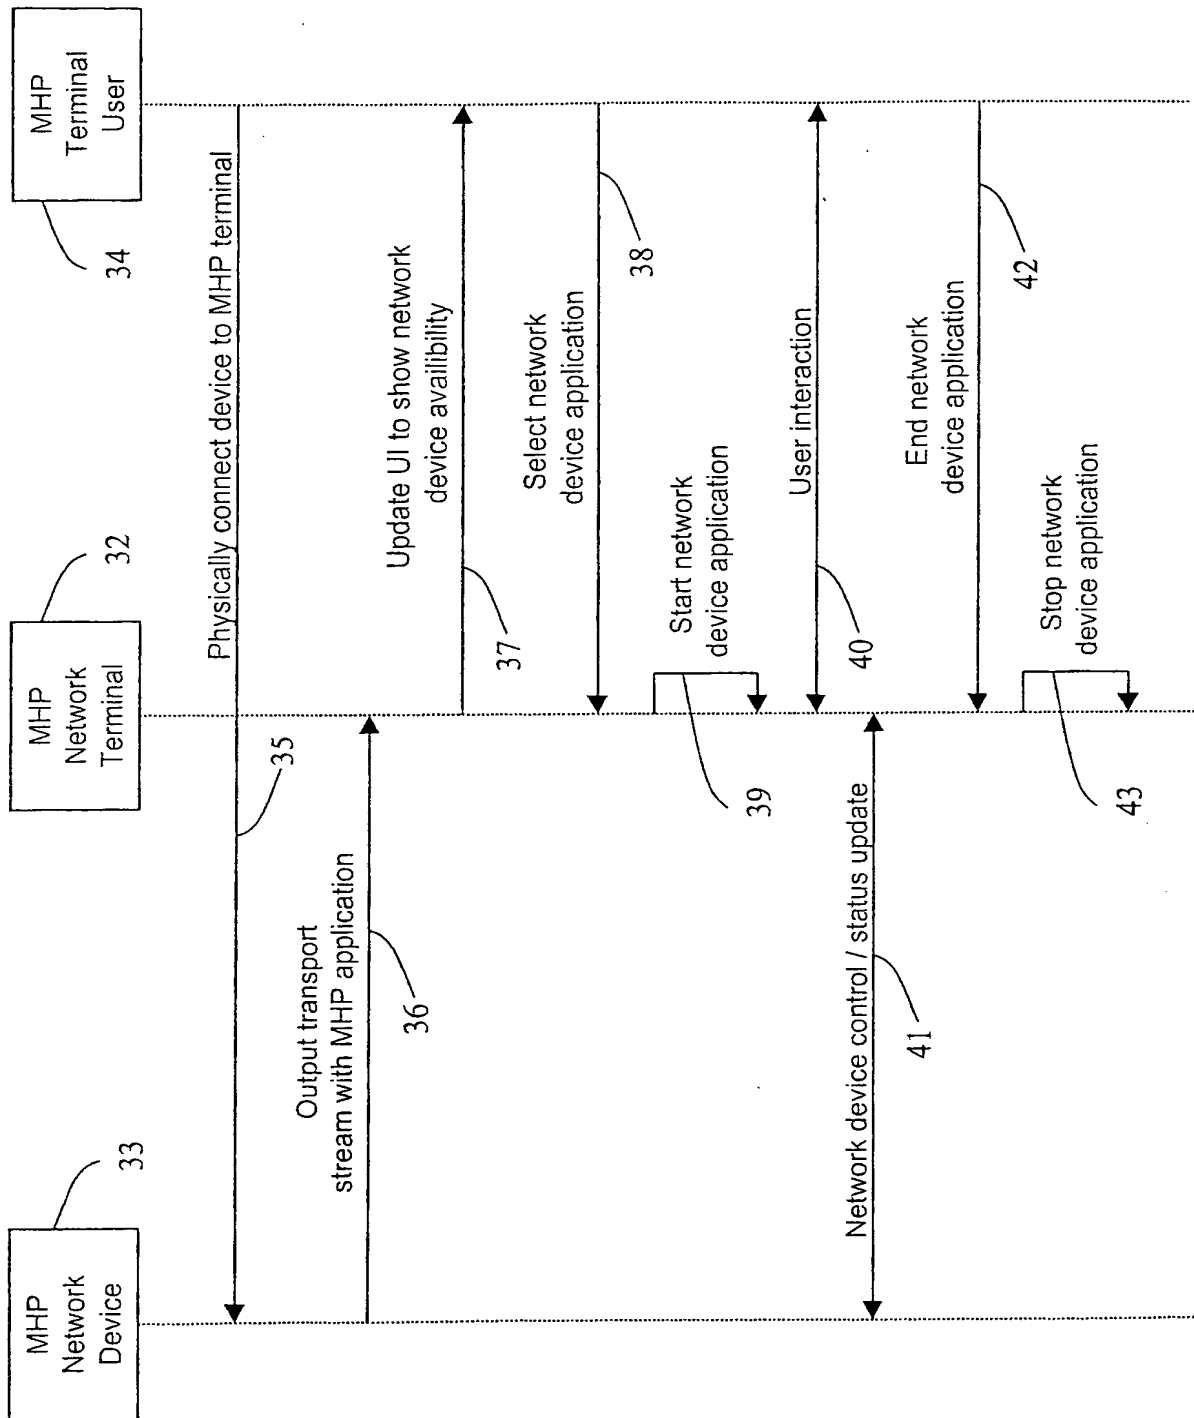 MHP
Network
Device
33
MHP
Network
Terminal
32
MHP
Terminal
User
34
Physically connect device to MHP terminal
35
Output transport
stream with MHP application
36
Update UI to show network
device availibility
37
Select network
device application
38
Start network
device application
39
User interaction
40
Network device control / status update
41
End network
device application
42
Stop network
device application
43